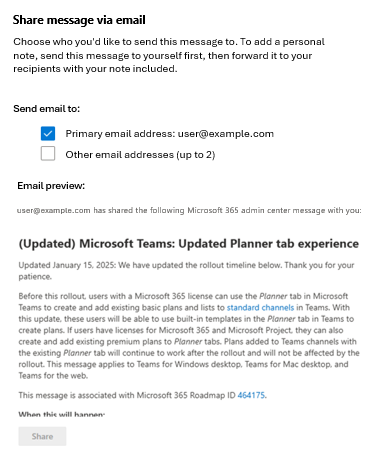 Share message via email
Choose who you'd like to send this message to. To add a personal
note, send this message to yourself first, then forward it to your
recipients with your note included.
Send email to:
Primary email address: user@example.com
Other email addresses (up to 2)
Email preview:
user@example.com has shared the following Microsoft 365 admin center message with you:
(Updated) Microsoft Teams: Updated Planner tab experience
Updated January 15, 2025: We have updated the rollout timeline below. Thank you for your
patience.
Before this rollout, users with a Microsoft 365 license can use the Planner tab in Microsoft
Teams to create and add existing basic plans and lists to standard channels in Teams. With
this update, these users will be able to use built-in templates in the Planner tab in Teams to
create plans. If users have licenses for Microsoft 365 and Microsoft Project, they can also
create and add existing premium plans to Planner tabs. Plans added to Teams channels with
the existing Planner tab will continue to work after the rollout and will not be affected by the
rollout. This message applies to Teams for Windows desktop, Teams for Mac desktop, and
Teams for the web.
This message is associated with Microsoft 365 Roadmap ID 464175.
When this will happen:
Share